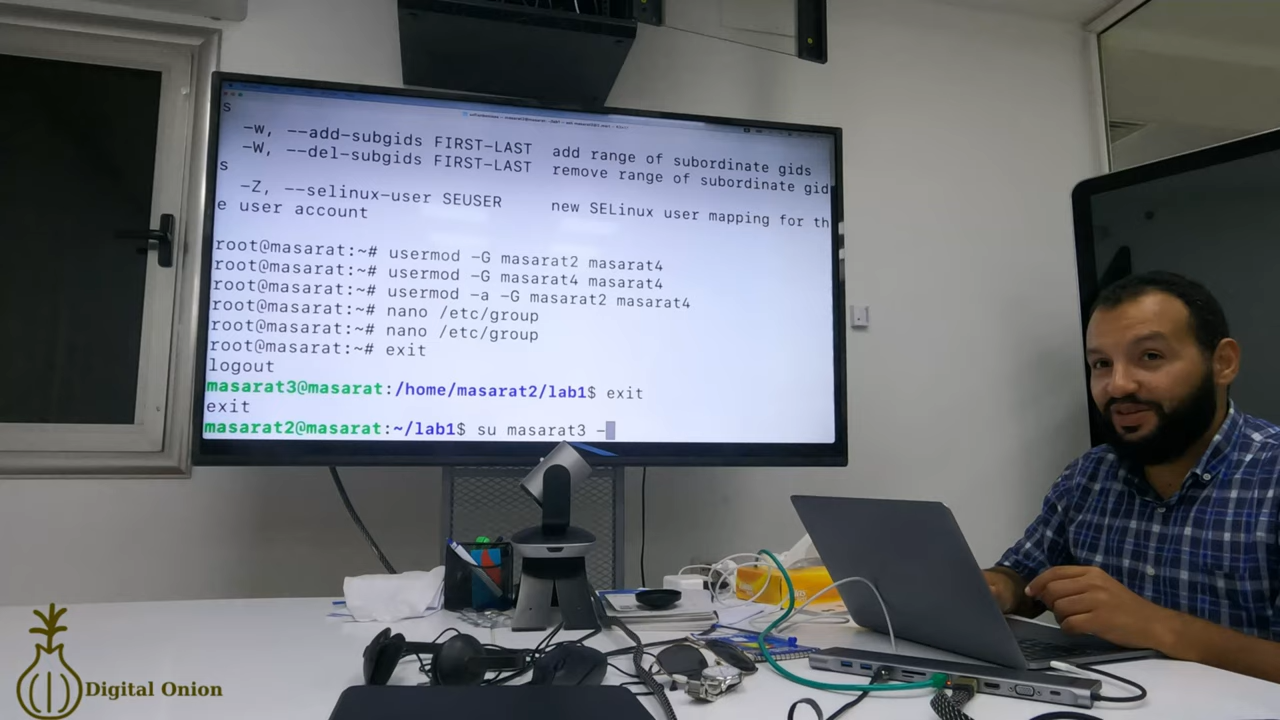 s
-w, --add-subgids FIRST-LAST add range of subordinate gids
-W, --del-subgids FIRST-LAST remove range of subordinate gid
s
-Z, --selinux-user SEUSER new SELinux user mapping for th
e user account
root@masarat:~# usermod -G masarat2 masarat4
root@masarat:~# usermod -G masarat4 masarat4
root@masarat:~# usermod -a -G masarat2 masarat4
root@masarat:~# nano /etc/group
root@masarat:~# nano /etc/group
root@masarat:~# exit
logout
masarat3@masarat:/home/masarat2/lab1$ exit
exit
masarat2@masarat:~/lab1$ su masarat3 -
Digital Onion